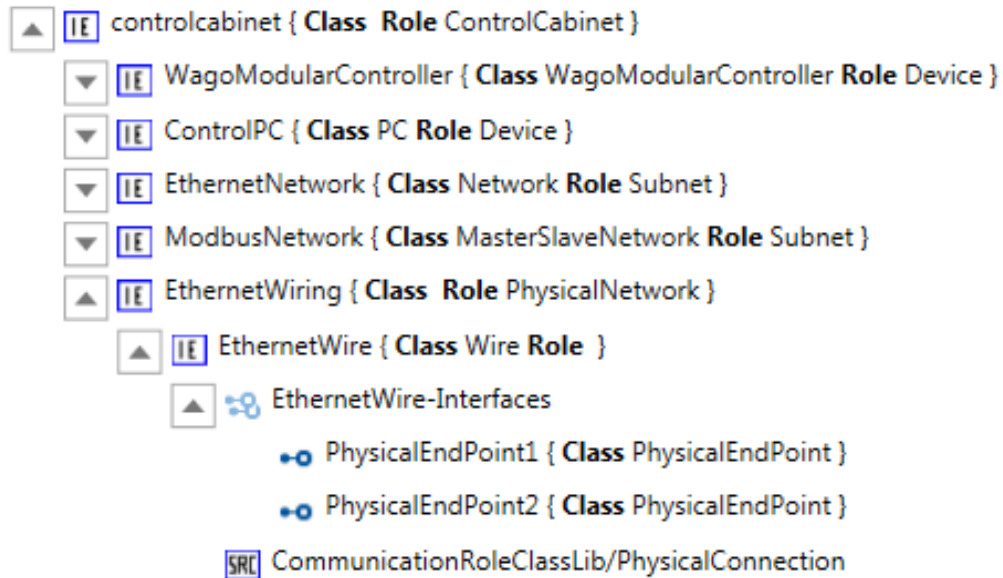 IE controlcabinet { Class Role ControlCabinet }
IE WagoModularController { Class WagoModularController Role Device }
IE ControlPC { Class PC Role Device }
IE EthernetNetwork { Class Network Role Subnet }
IE ModbusNetwork { Class MasterSlaveNetwork Role Subnet }
IE EthernetWiring { Class Role PhysicalNetwork }
IE EthernetWire { Class Wire Role }
EthernetWire-Interfaces
PhysicalEndPoint1 { Class PhysicalEndPoint }
PhysicalEndPoint2 { Class PhysicalEndPoint }
SRC CommunicationRoleClassLib/PhysicalConnection